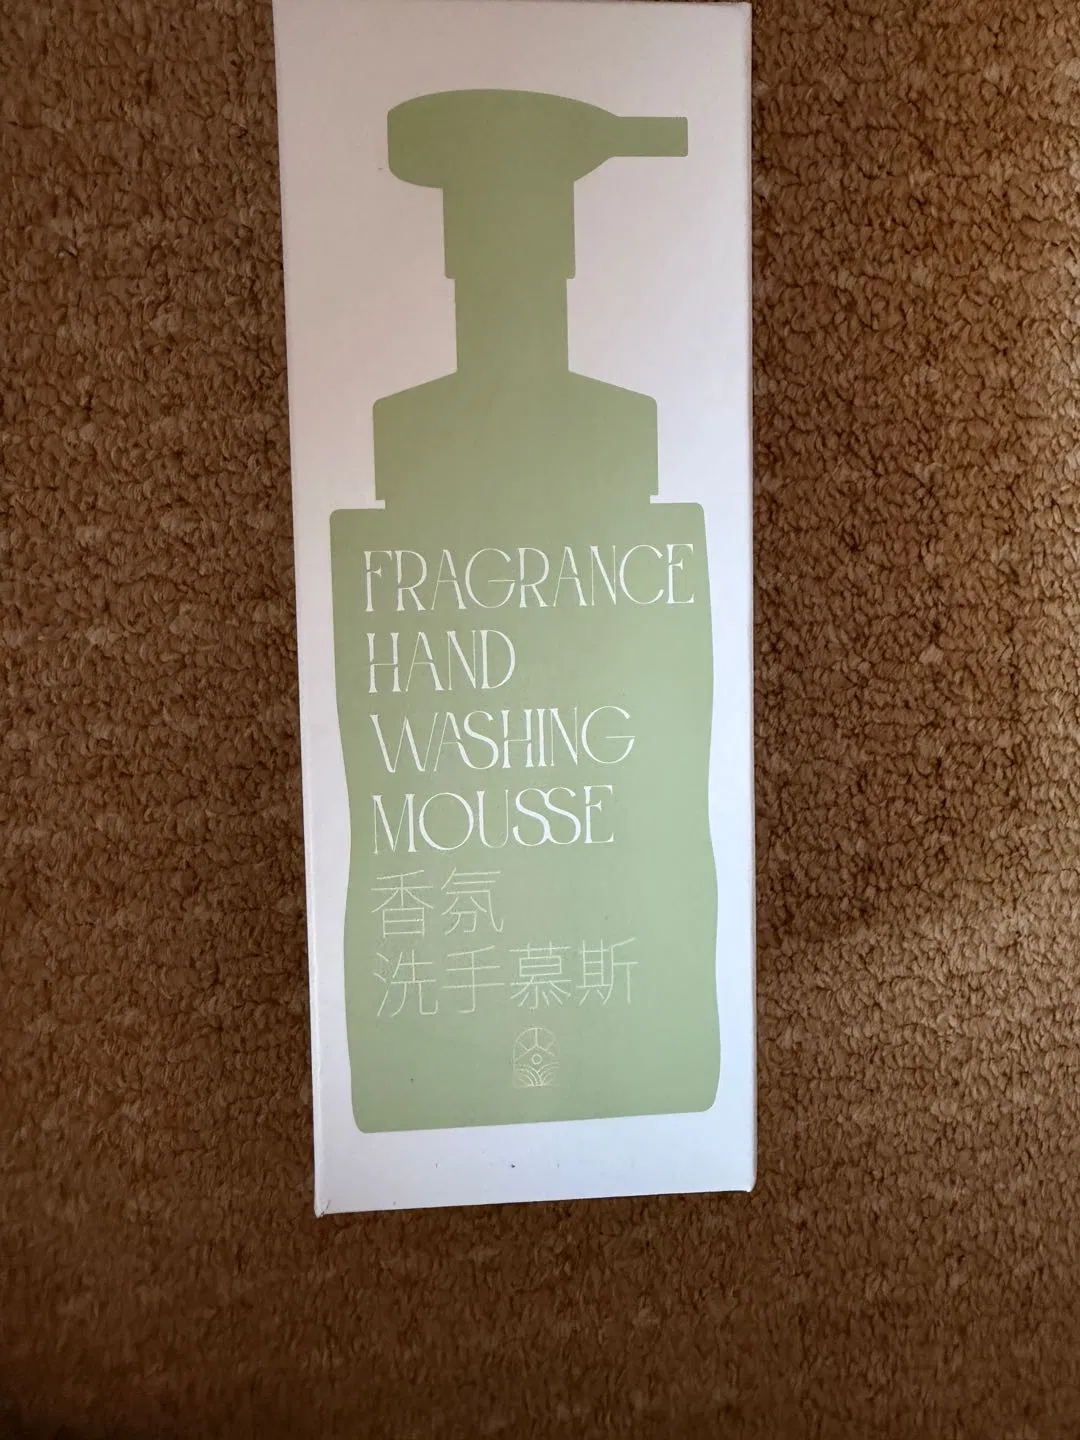 FRAGRANCE
HAND
WASHING
MOUSSE
香氛
洗手慕斯